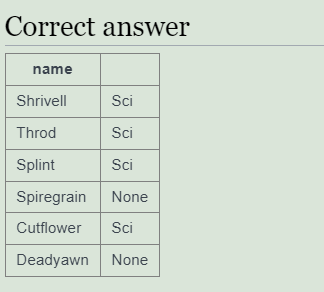 Correct answer
name
Shrivell Sci
Throd Sci
Splint Sci
Spiregrain None
Cutflower Sci
Deadyawn None